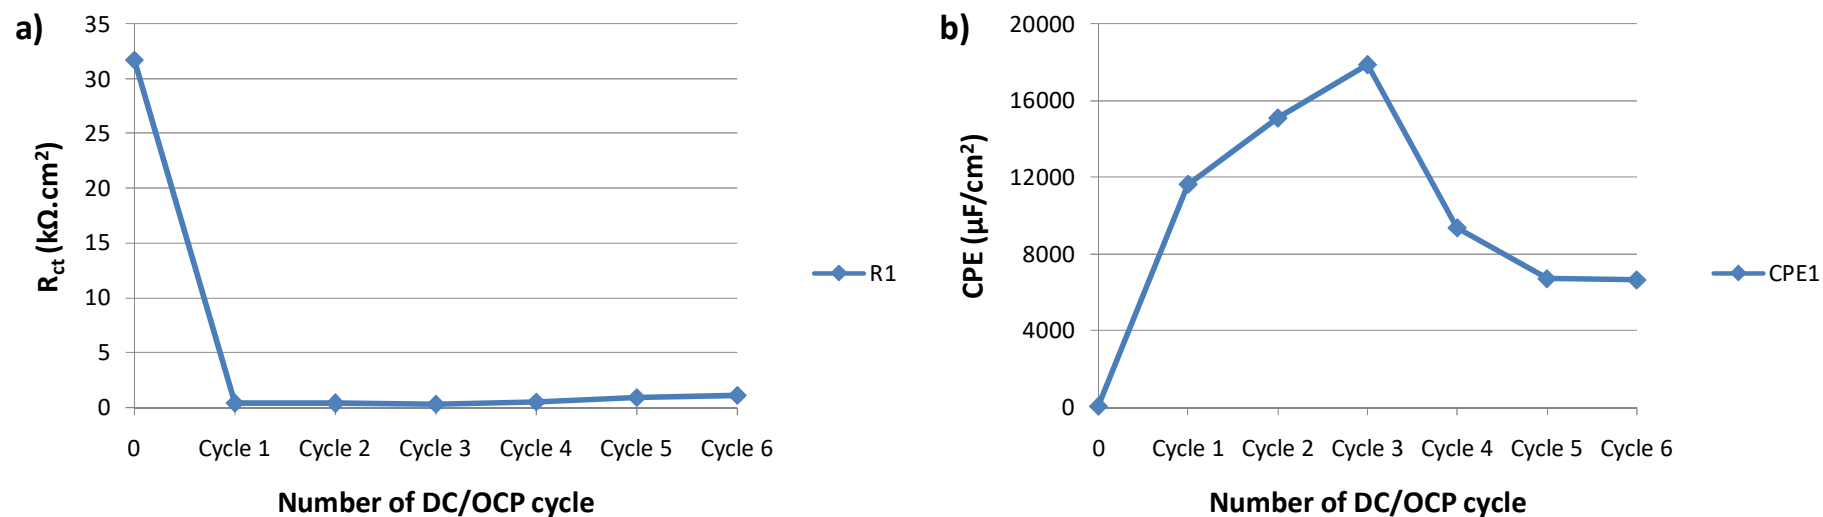 a)
35
30
25
20
15
10
5
0
R_ct (kΩ.cm²)
0 Cycle 1 Cycle 2 Cycle 3 Cycle 4 Cycle 5 Cycle 6
Number of DC/OCP cycle
R1
b)
20000
16000
12000
8000
4000
0
CPE (µF/cm²)
0 Cycle 1 Cycle 2 Cycle 3 Cycle 4 Cycle 5 Cycle 6
Number of DC/OCP cycle
CPE1